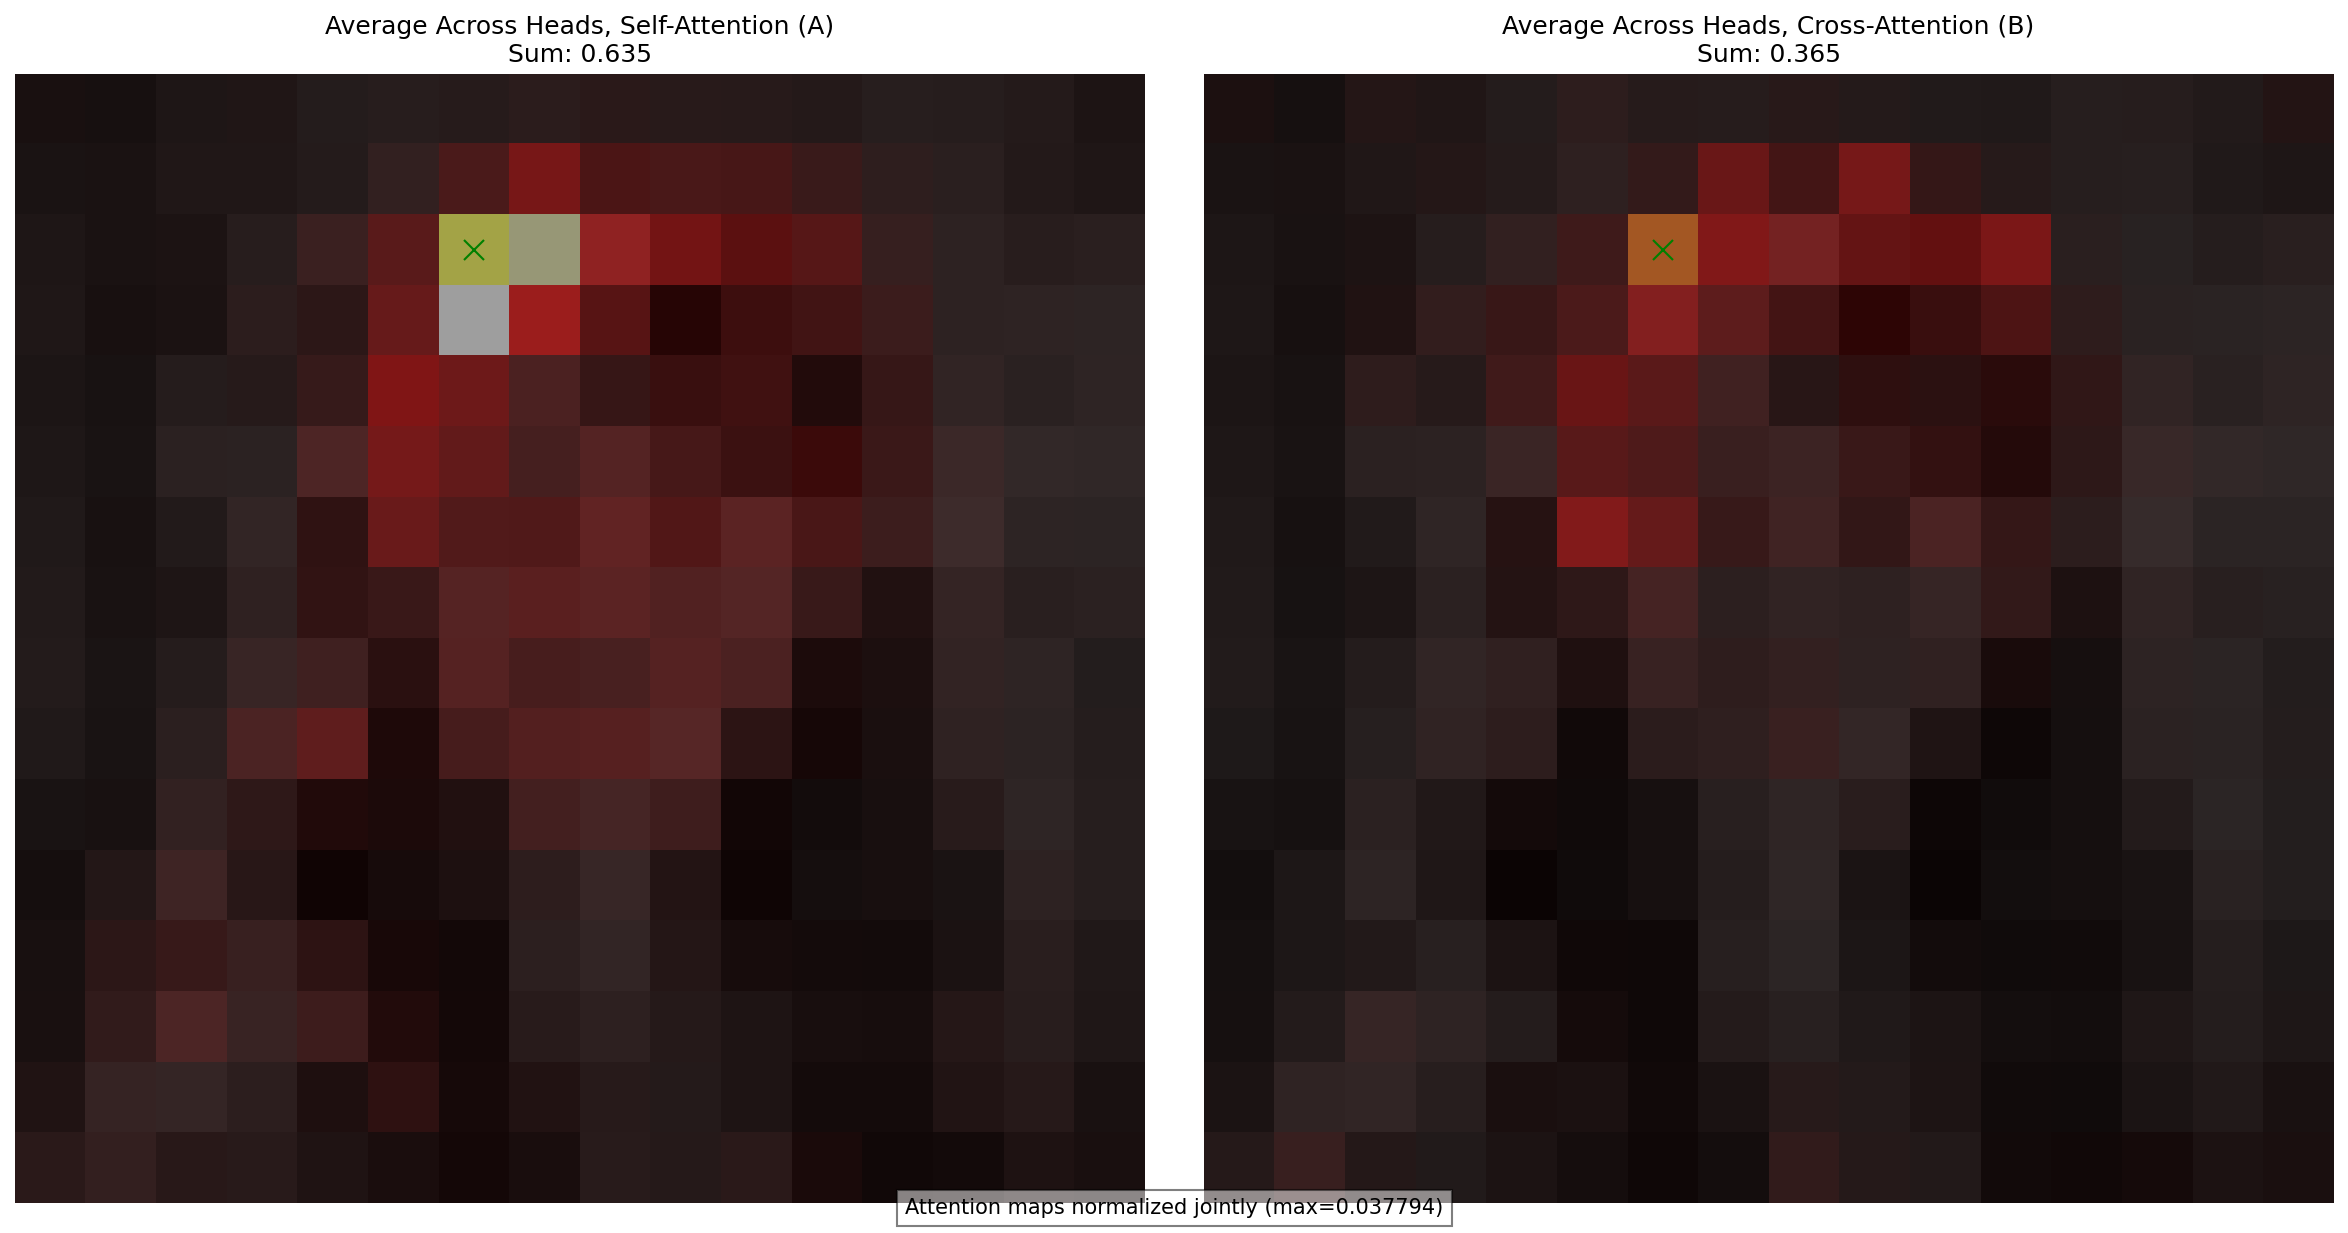 Average Across Heads, Self-Attention (A)
Sum: 0.635
Average Across Heads, Cross-Attention (B)
Sum: 0.365
Attention maps normalized jointly (max=0.037794)